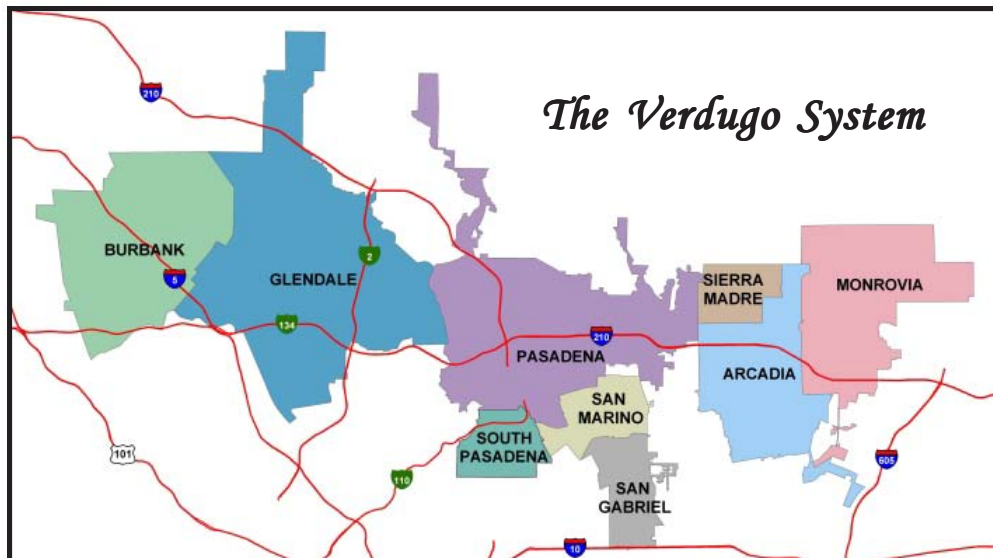 The Verdugo System
210
BURBANK
5
GLENDALE
2
134
PASADENA
210
SIERRA
MADRE
MONROVIA
ARCADIA
SAN
MARINO
SOUTH
PASADENA
SAN
GABRIEL
101
110
605
10